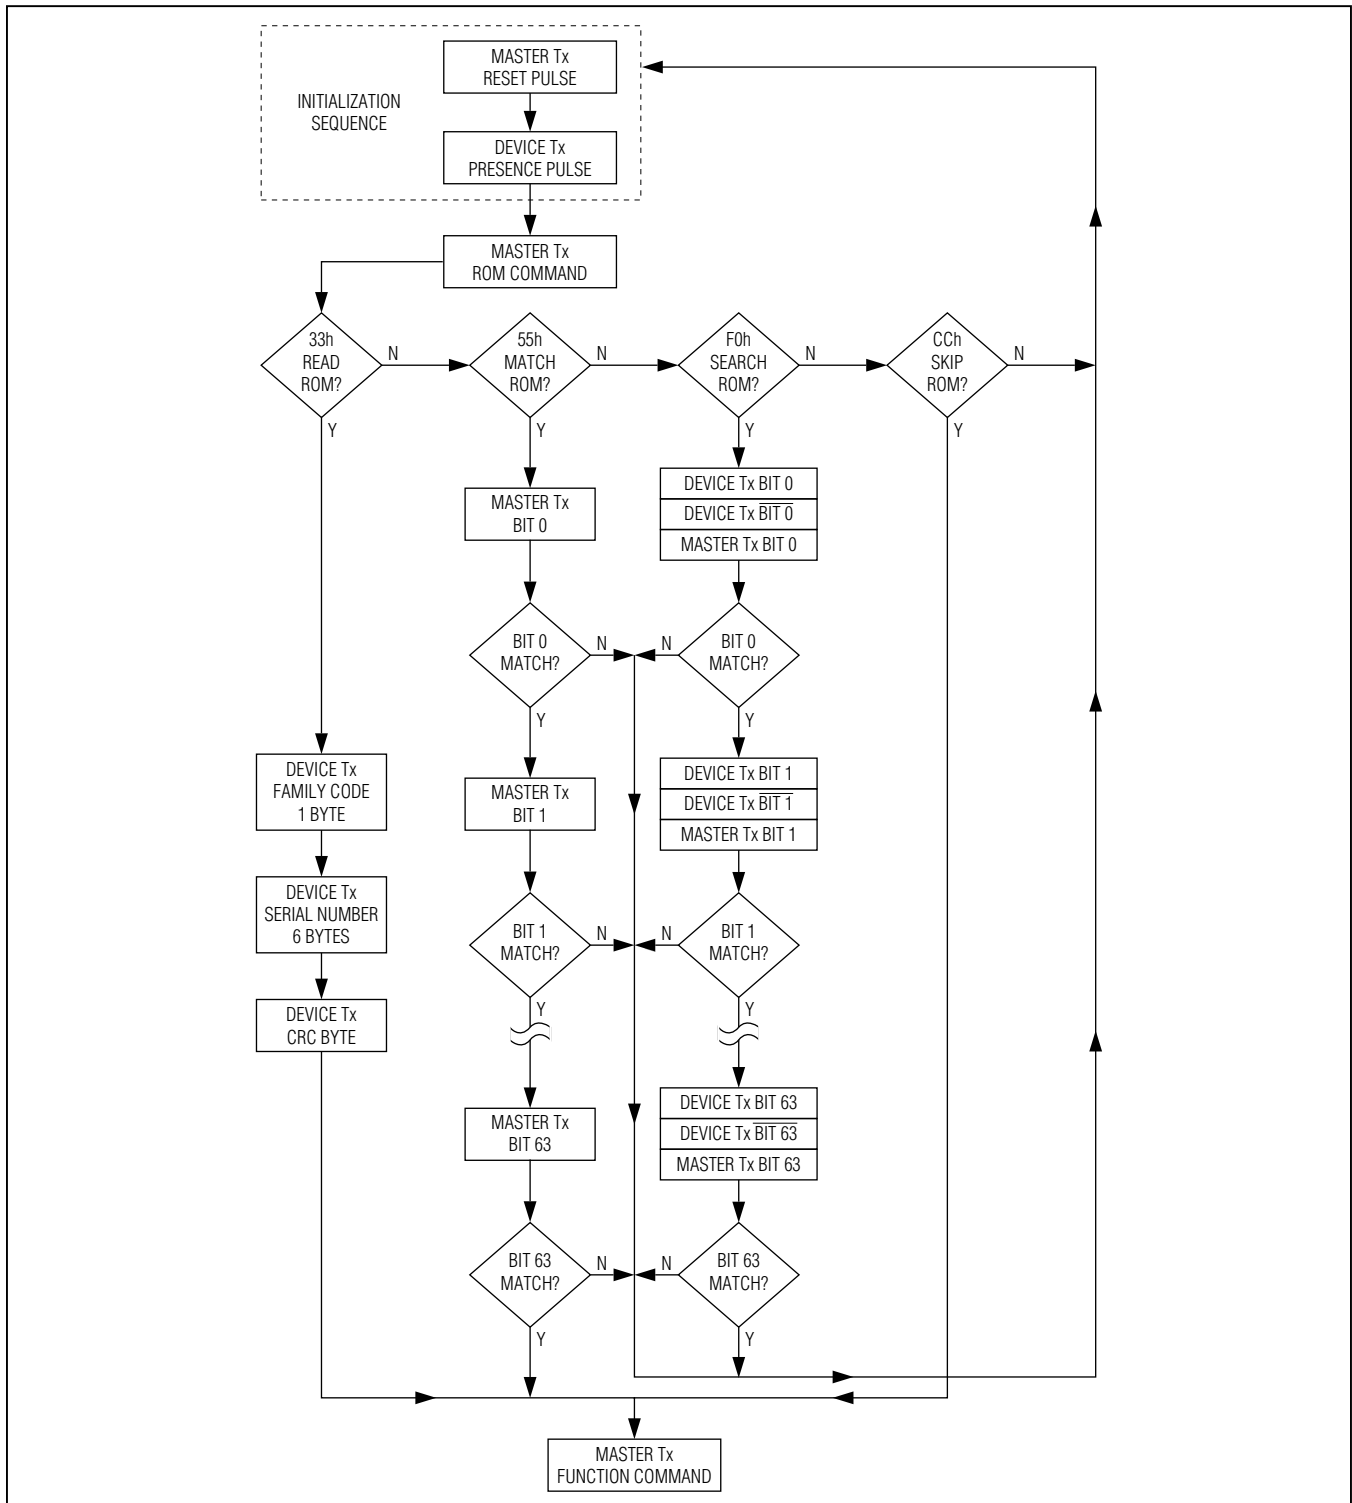 MASTER Tx
RESET PULSE
INITIALIZATION
SEQUENCE
DEVICE Tx
PRESENCE PULSE
MASTER Tx
ROM COMMAND
33h
READ
ROM?
N
Y
55h
MATCH
ROM?
N
Y
F0h
SEARCH
ROM?
N
Y
CCh
SKIP
ROM?
N
Y
DEVICE Tx
FAMILY CODE
1 BYTE
DEVICE Tx
SERIAL NUMBER
6 BYTES
DEVICE Tx
CRC BYTE
MASTER Tx
BIT 0
BIT 0
MATCH?
N
Y
MASTER Tx
BIT 1
BIT 1
MATCH?
N
Y
MASTER Tx
BIT 63
BIT 63
MATCH?
N
Y
DEVICE Tx BIT 0
DEVICE Tx B̅I̅T̅ ̅0̅
MASTER Tx BIT 0
BIT 0
MATCH?
N
Y
DEVICE Tx BIT 1
DEVICE Tx B̅I̅T̅ ̅1̅
MASTER Tx BIT 1
BIT 1
MATCH?
N
Y
DEVICE Tx BIT 63
DEVICE Tx B̅I̅T̅ ̅6̅3̅
MASTER Tx BIT 63
BIT 63
MATCH?
N
Y
MASTER Tx
FUNCTION COMMAND